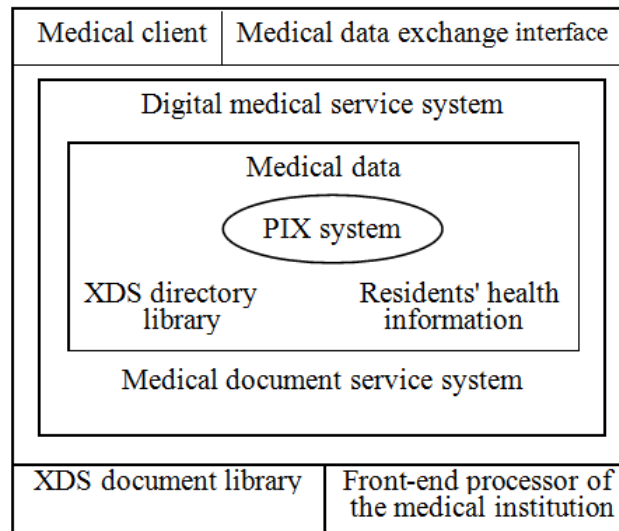 Medical client
Medical data exchange interface
Digital medical service system
Medical data
PIX system
XDS directory
library
Residents' health
information
Medical document service system
XDS document library
Front-end processor of
the medical institution